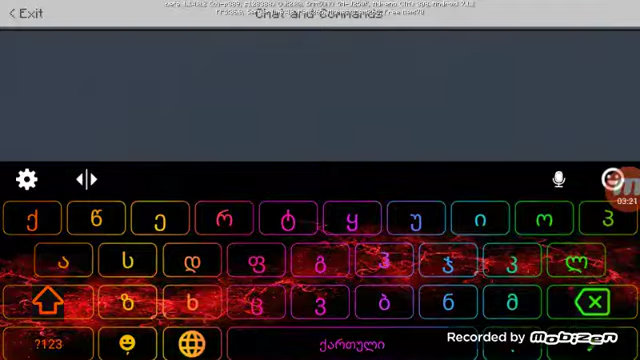 Exit
Chat and Commands
03:21
ქ წ ე რ ტ ყ უ ი ო პ
ა ს დ ფ გ ჰ ჯ კ ლ
ზ ხ ც ვ ბ ნ მ
?123 ქართული
Recorded by mobizen